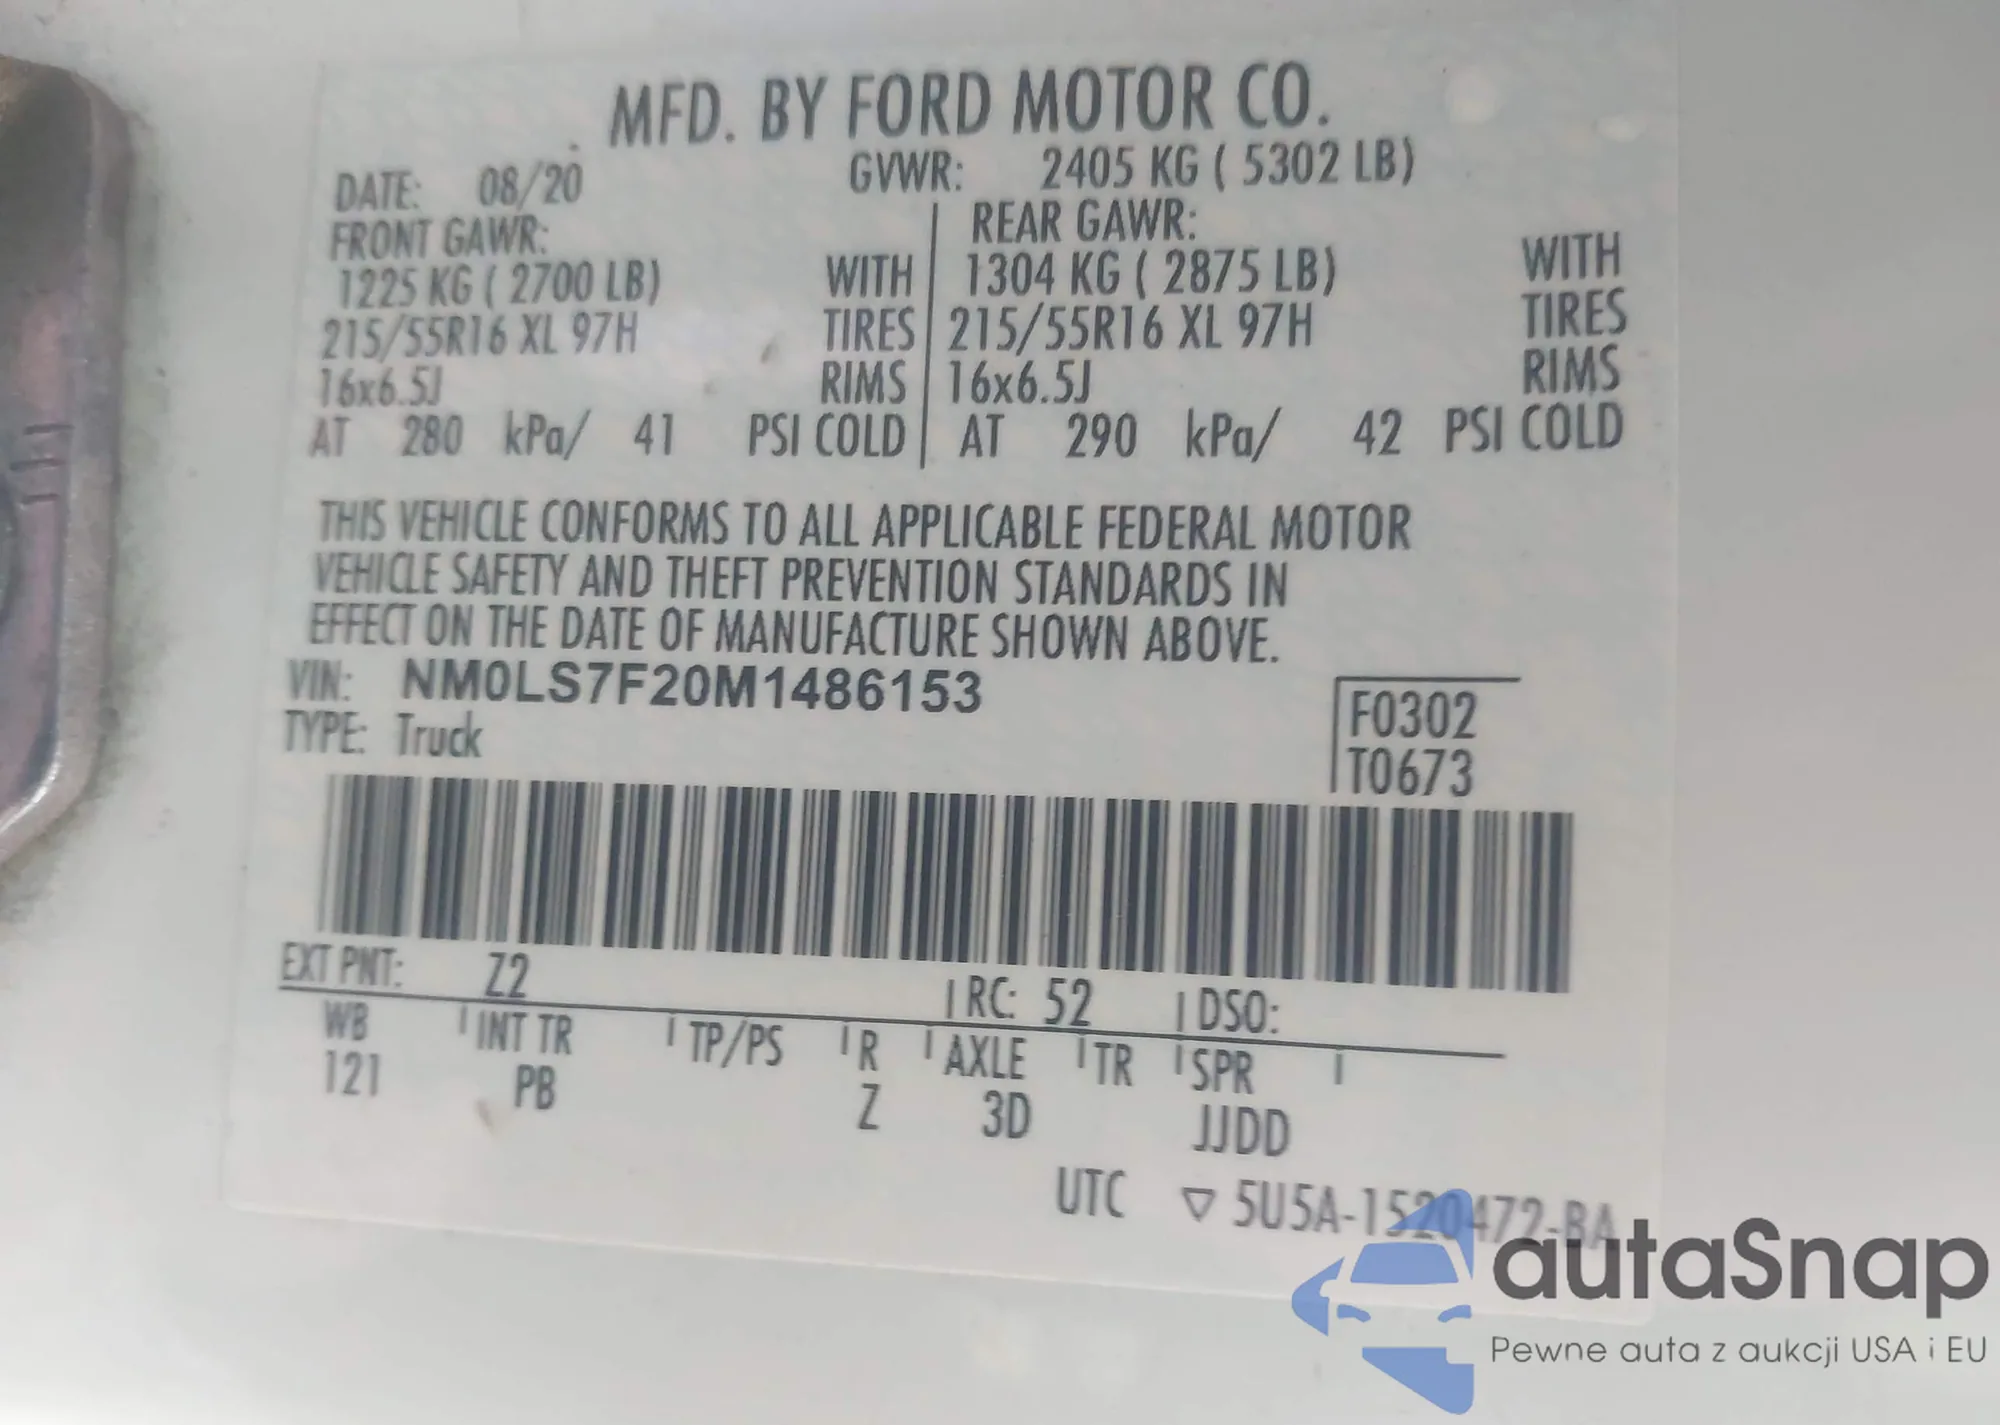 MFD. BY FORD MOTOR CO.
DATE: 08/20 GVWR: 2405 KG ( 5302 LB)
FRONT GAWR: REAR GAWR:
1225 KG ( 2700 LB) WITH 1304 KG ( 2875 LB) WITH
215/55R16 XL 97H TIRES 215/55R16 XL 97H TIRES
16x6.5J RIMS 16x6.5J RIMS
AT 280 kPa/ 41 PSI COLD AT 290 kPa/ 42 PSI COLD
THIS VEHICLE CONFORMS TO ALL APPLICABLE FEDERAL MOTOR
VEHICLE SAFETY AND THEFT PREVENTION STANDARDS IN
EFFECT ON THE DATE OF MANUFACTURE SHOWN ABOVE.
VIN: NM0LS7F20M1486153
TYPE: Truck
F0302
T0673
EXT PNT: Z2 RC: 52 DSO:
WB INT TR TP/PS R AXLE TR SPR
121 PB Z 3D JJDD
UTC ▽ 5U5A-1520472-BA
autaSnap
Pewne auta z aukcji USA i EU